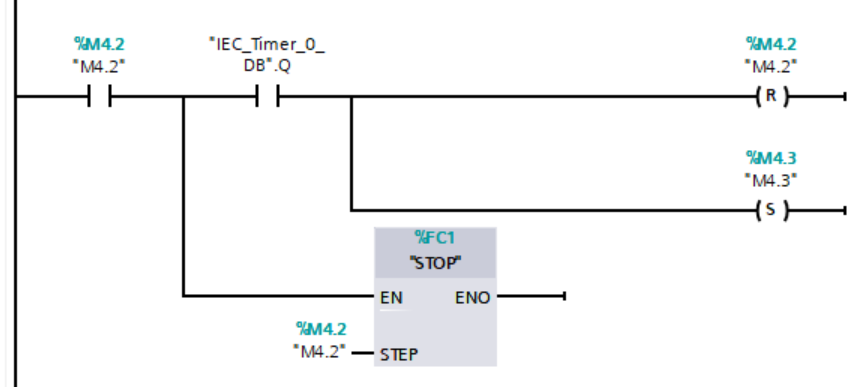 %M4.2
"M4.2"
"IEC_Timer_0_
DB".Q
%M4.2
"M4.2"
R
%M4.3
"M4.3"
S
%FC1
"STOP"
EN
ENO
%M4.2
"M4.2"
STEP